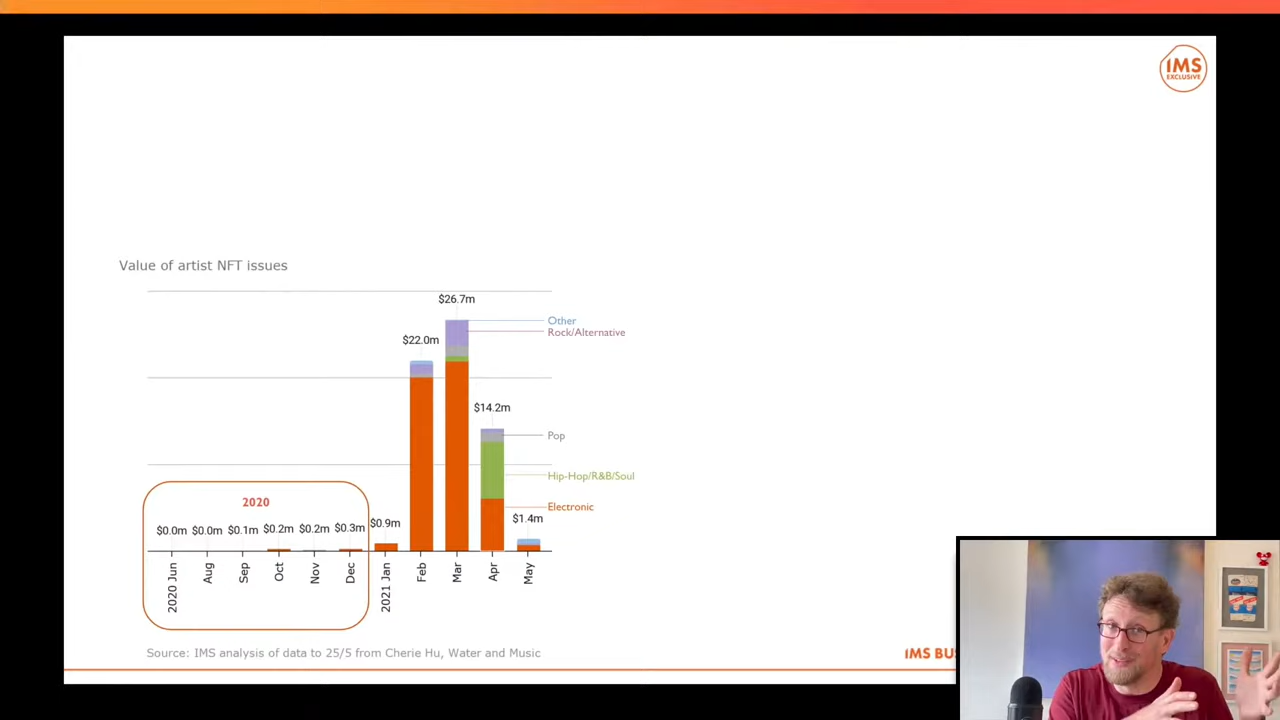 IMS
EXCLUSIVE
Value of artist NFT issues
$26.7m
Other
Rock/Alternative
$22.0m
$14.2m
Pop
Hip-Hop/R&B/Soul
2020
Electronic
$0.0m $0.0m $0.1m $0.2m $0.2m $0.3m $0.9m
$1.4m
2020 Jun
Aug
Sep
Oct
Nov
Dec
2021 Jan
Feb
Mar
Apr
May
Source: IMS analysis of data to 25/5 from Cherie Hu, Water and Music
IMS BUS